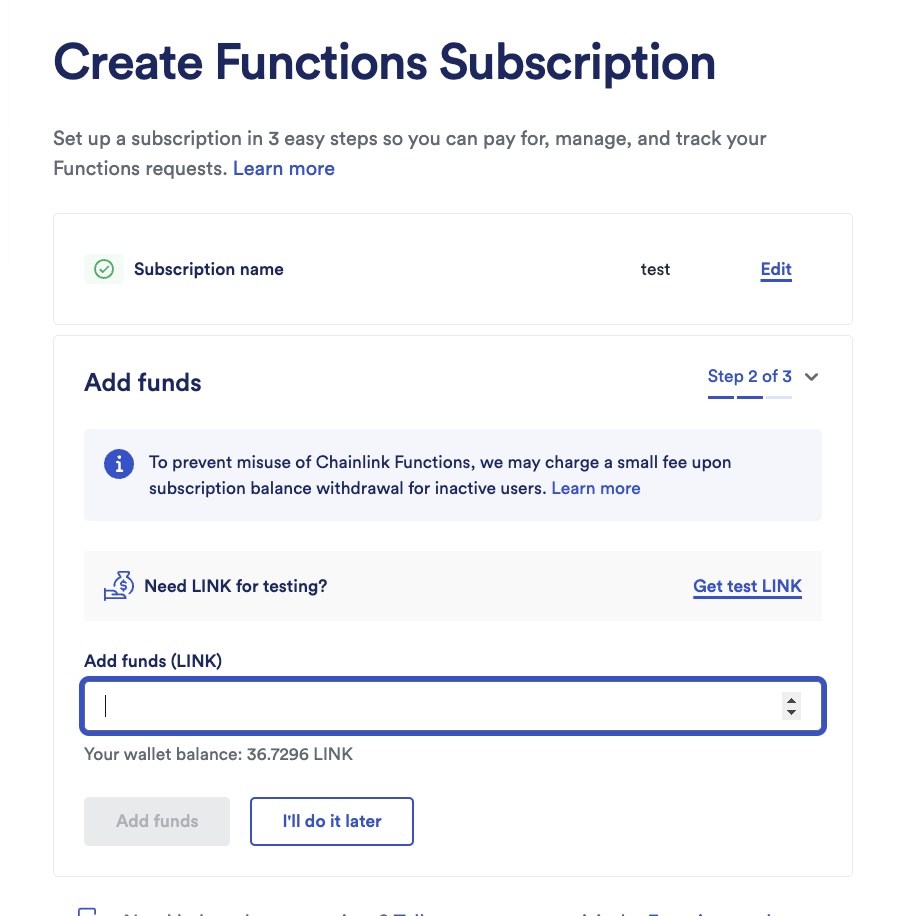 Create Functions Subscription
Set up a subscription in 3 easy steps so you can pay for, manage, and track your
Functions requests. Learn more
Subscription name test Edit
Add funds Step 2 of 3
To prevent misuse of Chainlink Functions, we may charge a small fee upon
subscription balance withdrawal for inactive users. Learn more
Need LINK for testing? Get test LINK
Add funds (LINK)
Your wallet balance: 36.7296 LINK
Add funds I'll do it later